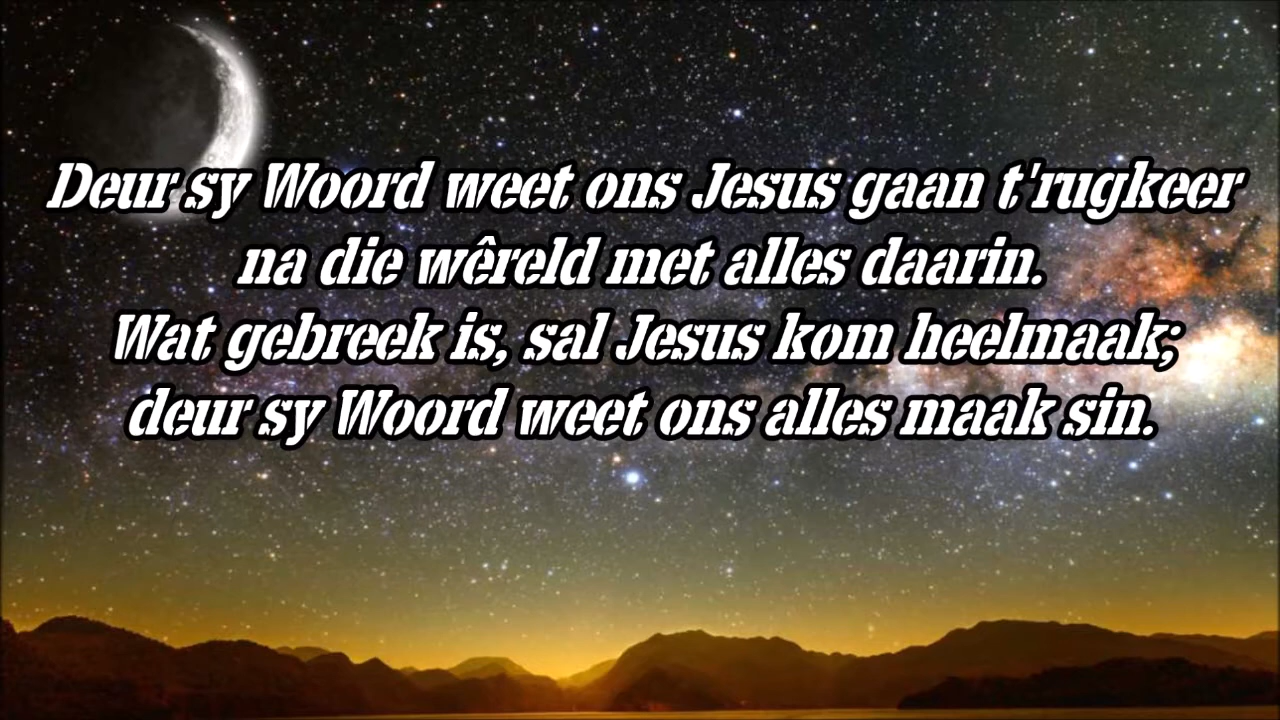 Deur sy Woord weet ons Jesus gaan t'rugkeer
na die wêreld met alles daarin.
Wat gebreek is, sal Jesus kom heelmaak;
deur sy Woord weet ons alles maak sin.